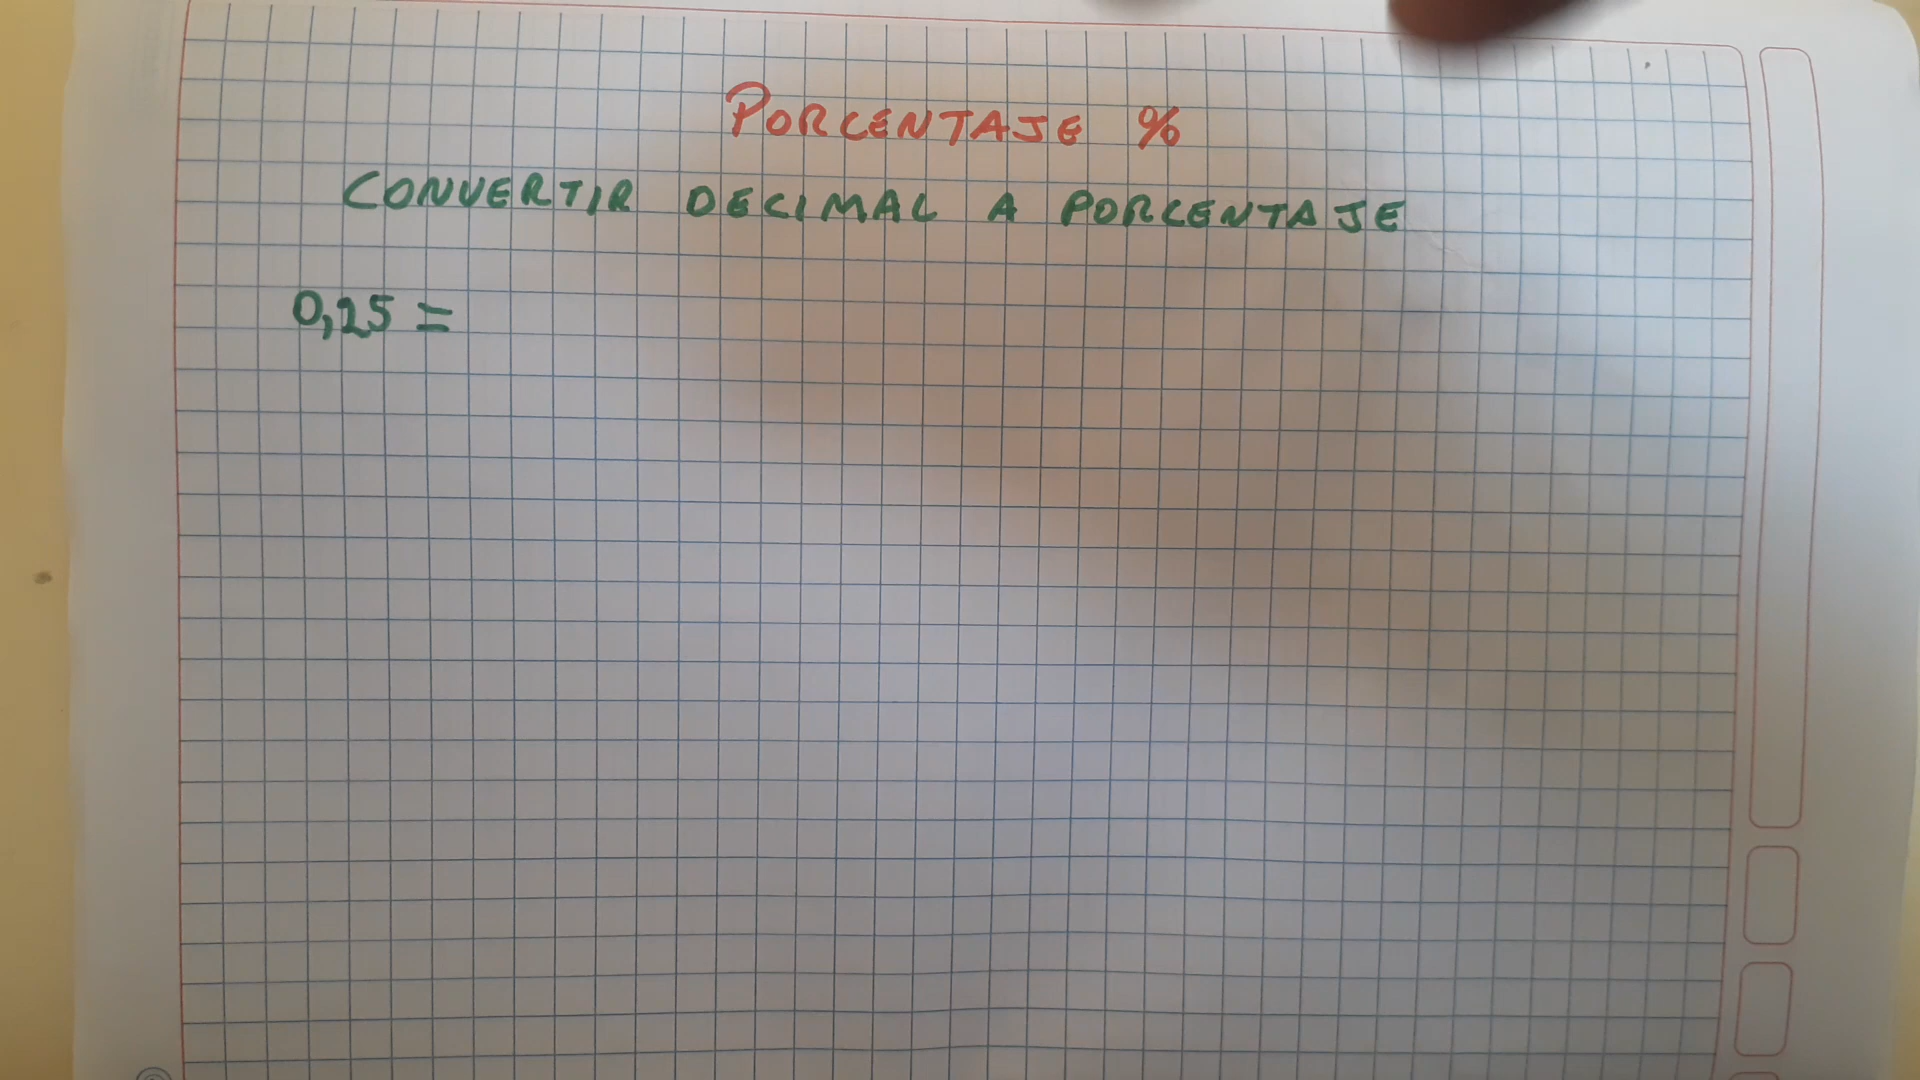 PORCENTAJE %
CONVERTIR DECIMAL A PORCENTAJE
0,25 =